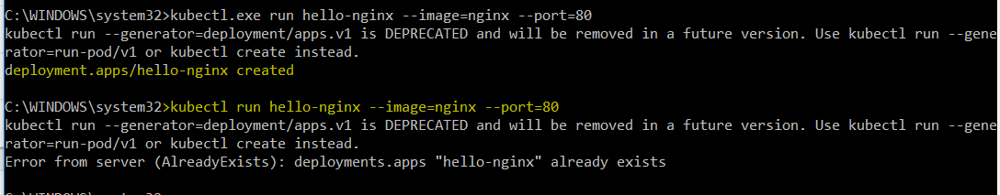 C:\WINDOWS\system32>kubectl.exe run hello-nginx --image=nginx --port=80
kubectl run --generator=deployment/apps.v1 is DEPRECATED and will be removed in a future version. Use kubectl run --gene
rator=run-pod/v1 or kubectl create instead.
deployment.apps/hello-nginx created
C:\WINDOWS\system32>kubectl run hello-nginx --image=nginx --port=80
kubectl run --generator=deployment/apps.v1 is DEPRECATED and will be removed in a future version. Use kubectl run --gene
rator=run-pod/v1 or kubectl create instead.
Error from server (AlreadyExists): deployments.apps "hello-nginx" already exists